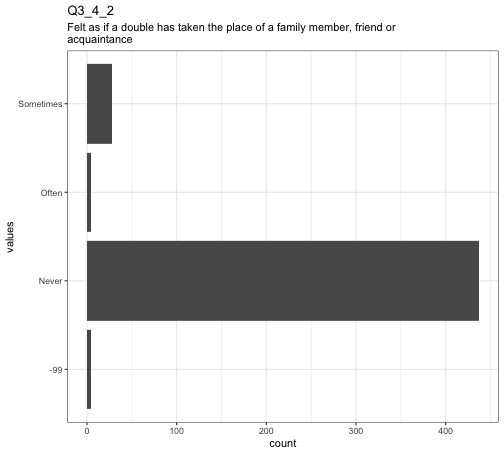 Q3_4_2
Felt as if a double has taken the place of a family member, friend or
acquaintance
Sometimes
Often
Never
-99
values
0 100 200 300 400
count